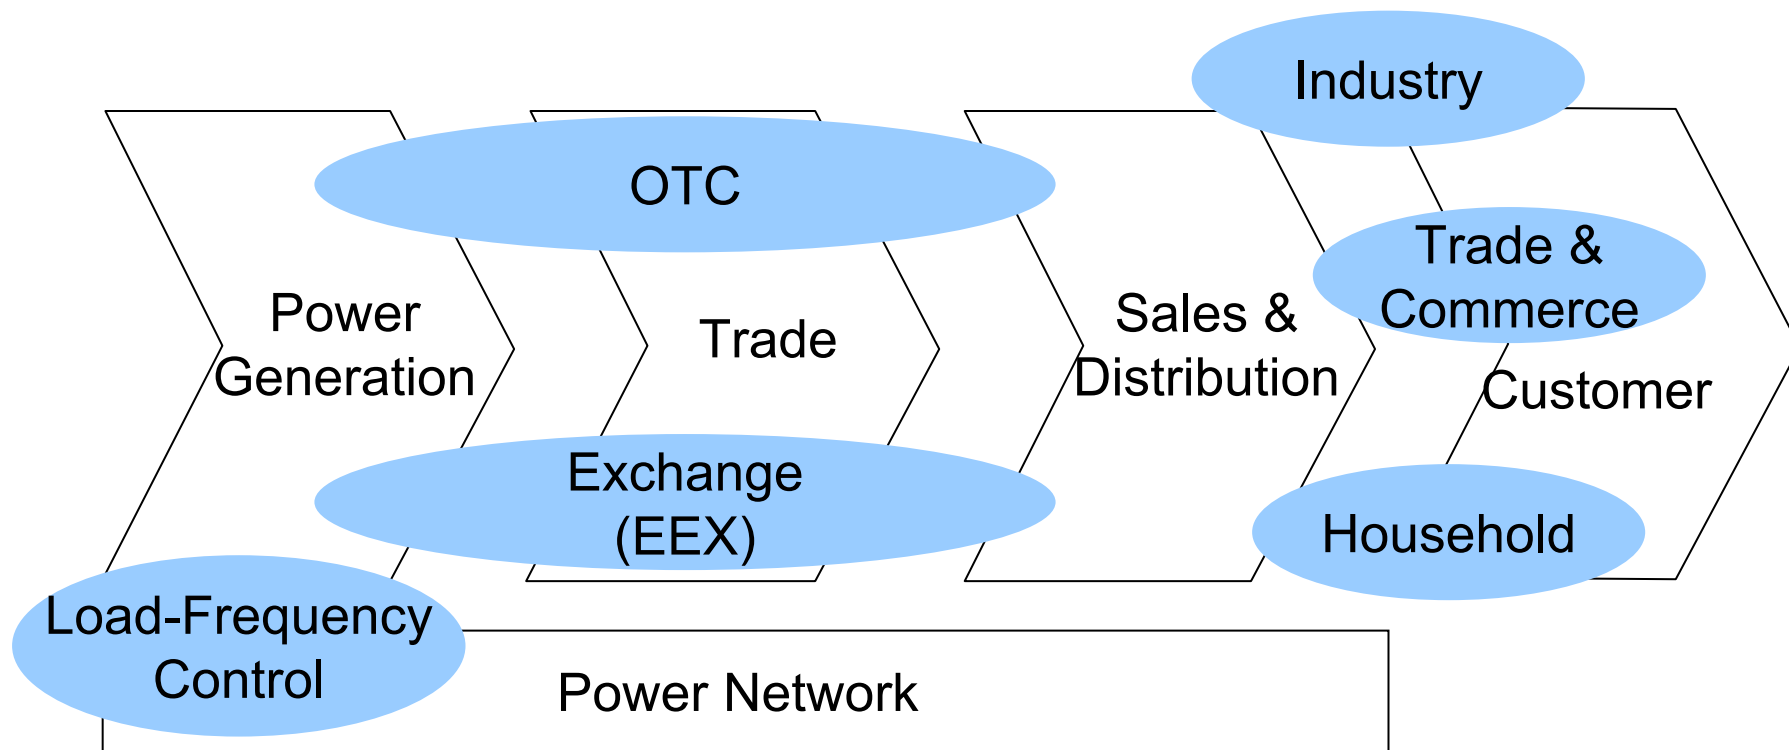 Industry
OTC
Trade &
Commerce
Power
Generation
Trade
Sales &
Distribution
Customer
Exchange
(EEX)
Household
Load-Frequency
Control
Power Network